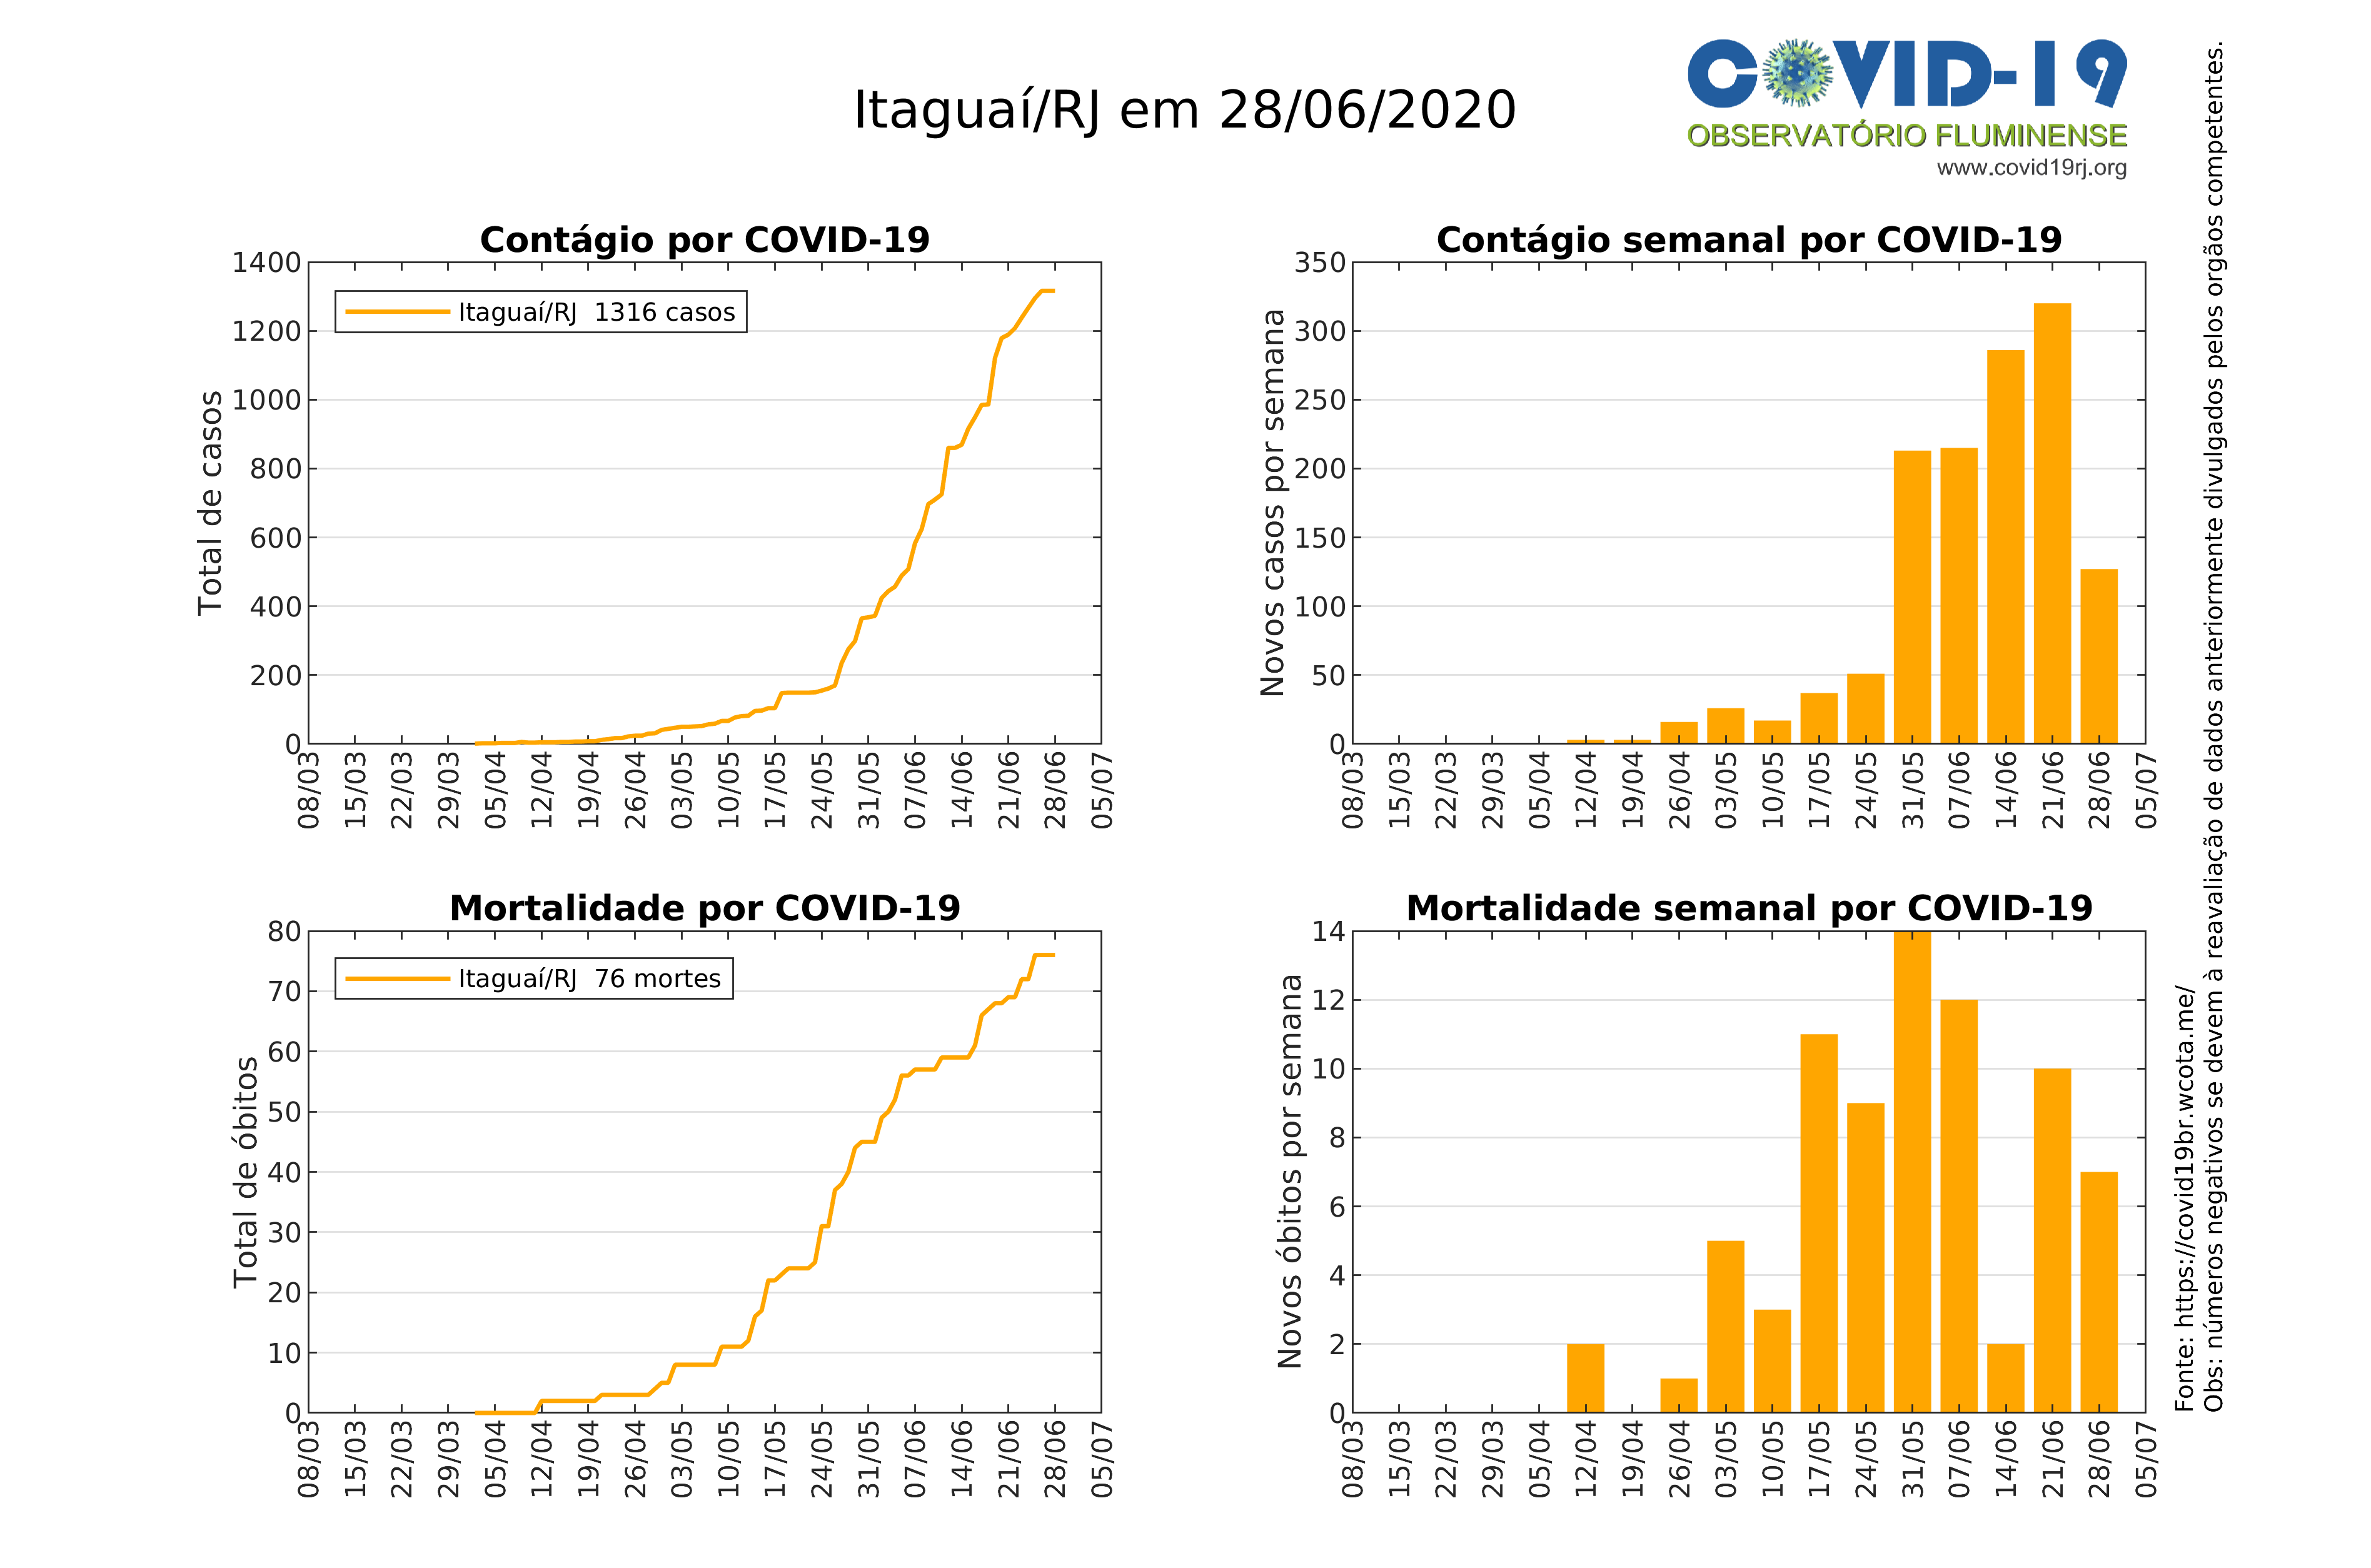 Itaguaí/RJ em 28/06/2020
COVID-19
OBSERVATÓRIO FLUMINENSE
www.covid19rj.org
Contágio por COVID-19
Total de casos
1400
1200
1000
800
600
400
200
0
Itaguaí/RJ 1316 casos
08/03 15/03 22/03 29/03 05/04 12/04 19/04 26/04 03/05 10/05 17/05 24/05 31/05 07/06 14/06 21/06 28/06 05/07
Contágio semanal por COVID-19
Novos casos por semana
350
300
250
200
150
100
50
0
08/03 15/03 22/03 29/03 05/04 12/04 19/04 26/04 03/05 10/05 17/05 24/05 31/05 07/06 14/06 21/06 28/06 05/07
Mortalidade por COVID-19
Total de óbitos
80
70
60
50
40
30
20
10
0
Itaguaí/RJ 76 mortes
08/03 15/03 22/03 29/03 05/04 12/04 19/04 26/04 03/05 10/05 17/05 24/05 31/05 07/06 14/06 21/06 28/06 05/07
Mortalidade semanal por COVID-19
Novos óbitos por semana
14
12
10
8
6
4
2
0
08/03 15/03 22/03 29/03 05/04 12/04 19/04 26/04 03/05 10/05 17/05 24/05 31/05 07/06 14/06 21/06 28/06 05/07
Fonte: https://covid19br.wcota.me/
Obs: números negativos se devem à reavaliação de dados anteriormente divulgados pelos orgãos competentes.